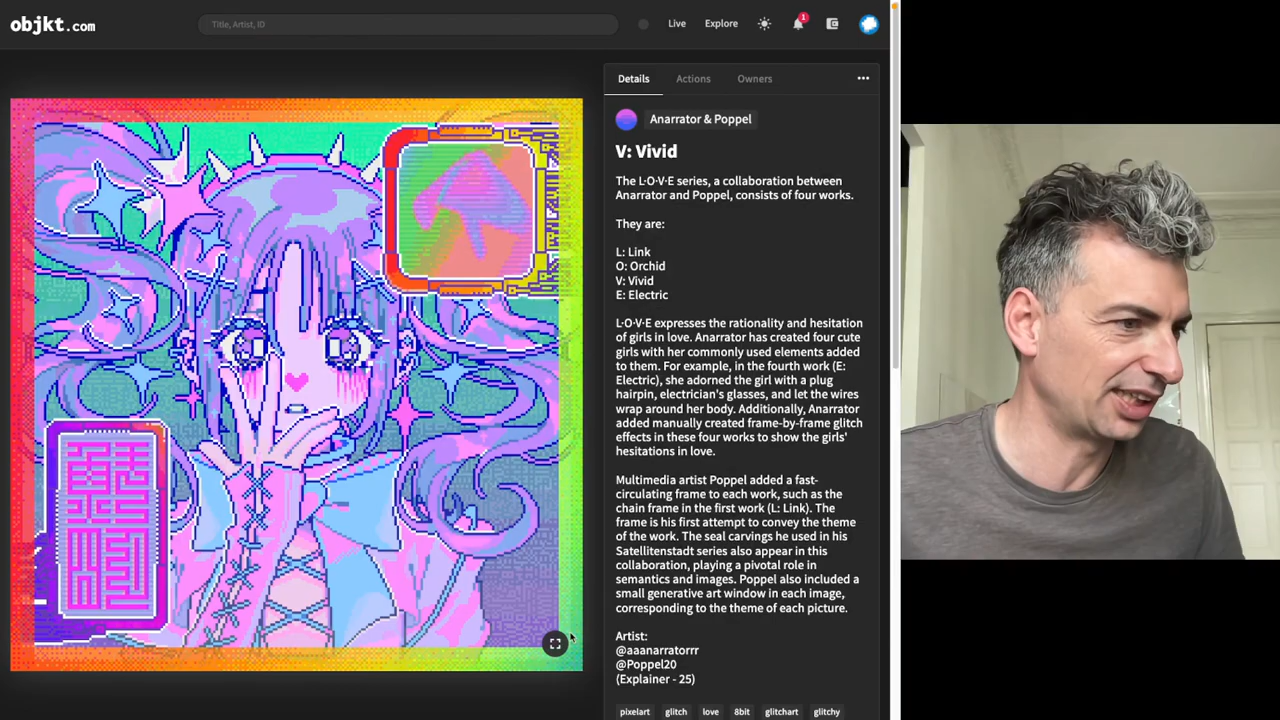 objkt.com
Title, Artist, ID
Live
Explore
1
Details
Actions
Owners
Anarrator & Poppel
V: Vivid
The L·O·V·E series, a collaboration between
Anarrator and Poppel, consists of four works.
They are:
L: Link
O: Orchid
V: Vivid
E: Electric
L·O·V·E expresses the rationality and hesitation
of girls in love. Anarrator has created four cute
girls with her commonly used elements added
to them. For example, in the fourth work (E:
Electric), she adorned the girl with a plug
hairpin, electrician's glasses, and let the wires
wrap around her body. Additionally, Anarrator
added manually created frame-by-frame glitch
effects in these four works to show the girls'
hesitations in love.
Multimedia artist Poppel added a fast-
circulating frame to each work, such as the
chain frame in the first work (L: Link). The
frame is his first attempt to convey the theme
of the work. The seal carvings he used in his
Satellitenstadt series also appear in this
collaboration, playing a pivotal role in
semantics and images. Poppel also included a
small generative art window in each image,
corresponding to the theme of each picture.
Artist:
@aaanarratorrr
@Poppel20
(Explainer - 25)
pixelart
glitch
love
8bit
glitchart
glitchy